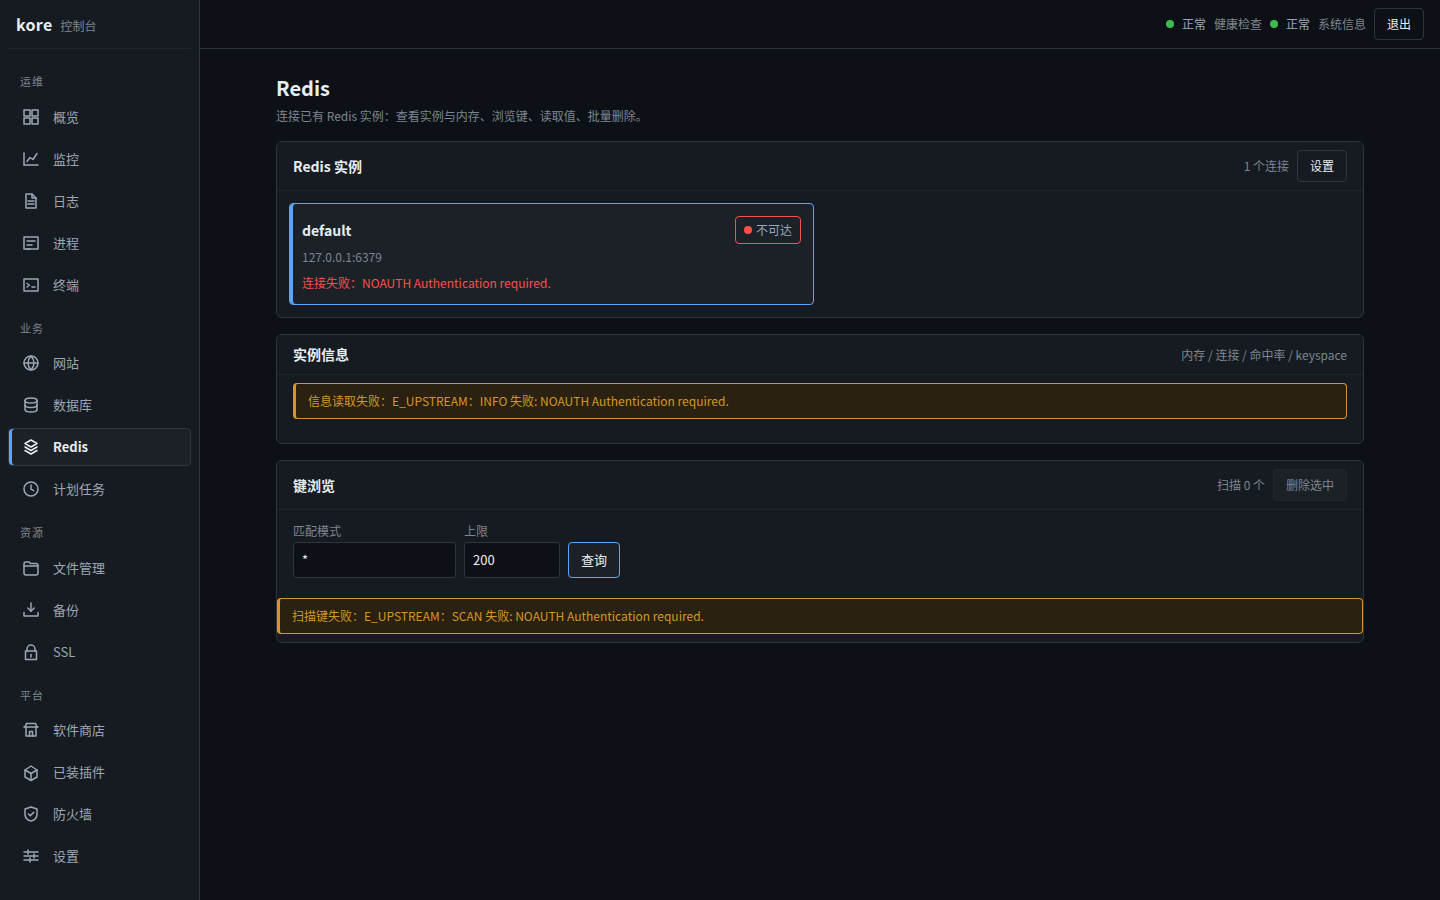 kore 控制台
正常 健康检查 正常 系统信息 退出
运维
概览
监控
日志
进程
终端
业务
网站
数据库
Redis
计划任务
资源
文件管理
备份
SSL
平台
软件商店
已装插件
防火墙
设置
Redis
连接已有 Redis 实例：查看实例与内存、浏览键、读取值、批量删除。
Redis 实例
1 个连接 设置
default
不可达
127.0.0.1:6379
连接失败：NOAUTH Authentication required.
实例信息
内存 / 连接 / 命中率 / keyspace
信息读取失败：E_UPSTREAM：INFO 失败: NOAUTH Authentication required.
键浏览
扫描 0 个 删除选中
匹配模式 上限
* 200 查询
扫描键失败：E_UPSTREAM：SCAN 失败: NOAUTH Authentication required.